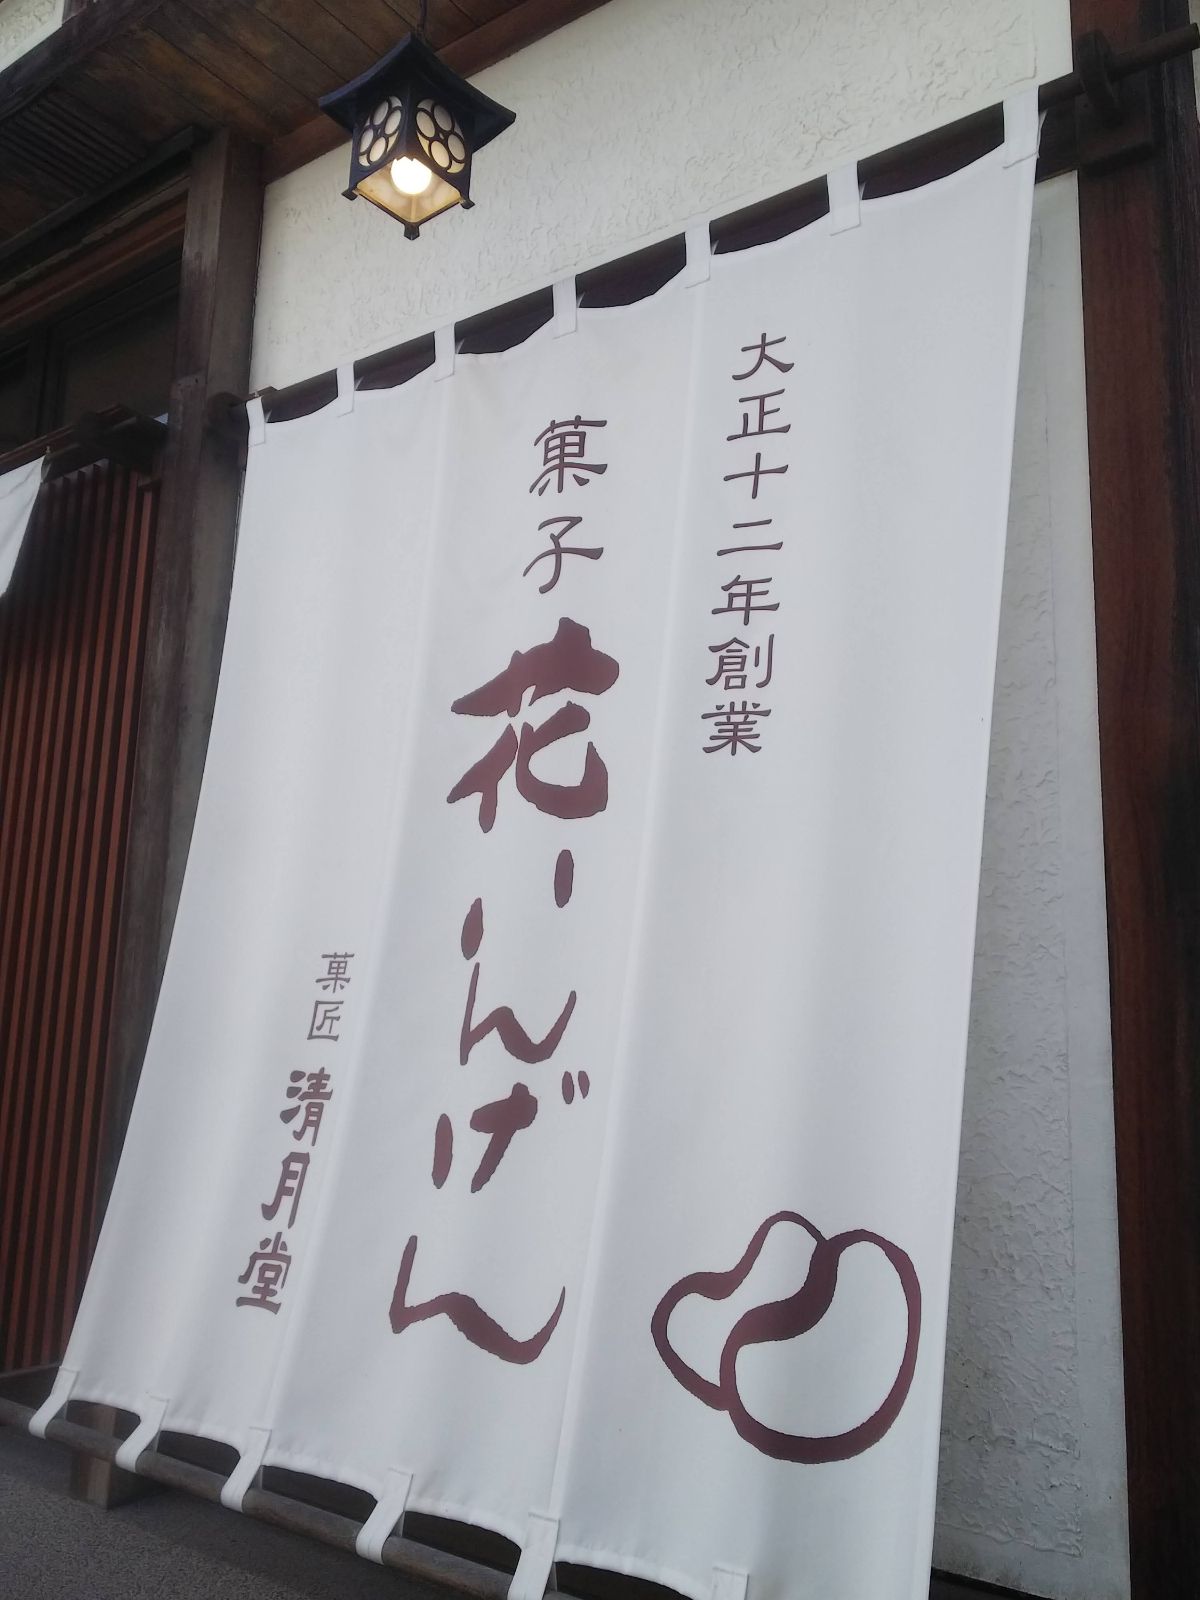 大正十二年創業
菓子 花いんげん
菓匠 清月堂